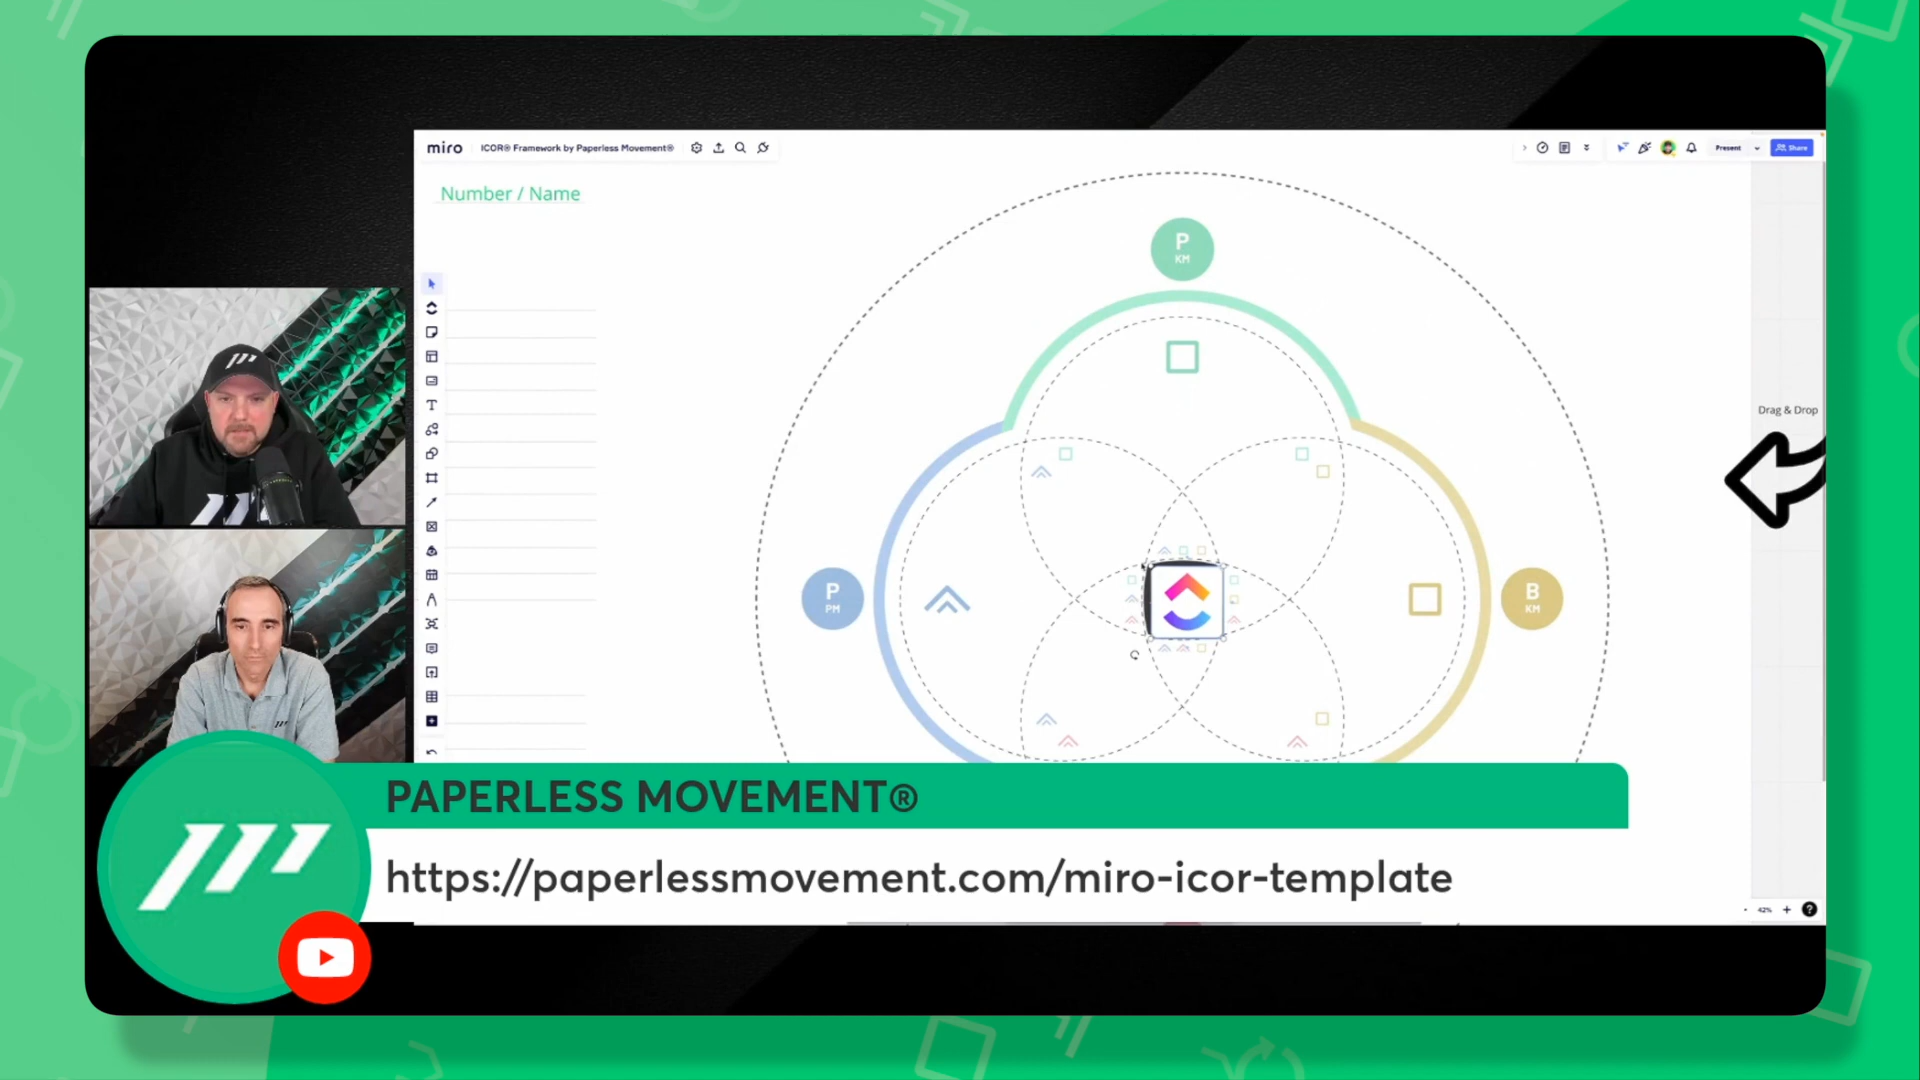 miro ICOR® Framework by Paperless Movement® Present Share
Number / Name
P
KM
Drag & Drop
P
PM
B
KM
PAPERLESS MOVEMENT®
https://paperlessmovement.com/miro-icor-template
42%